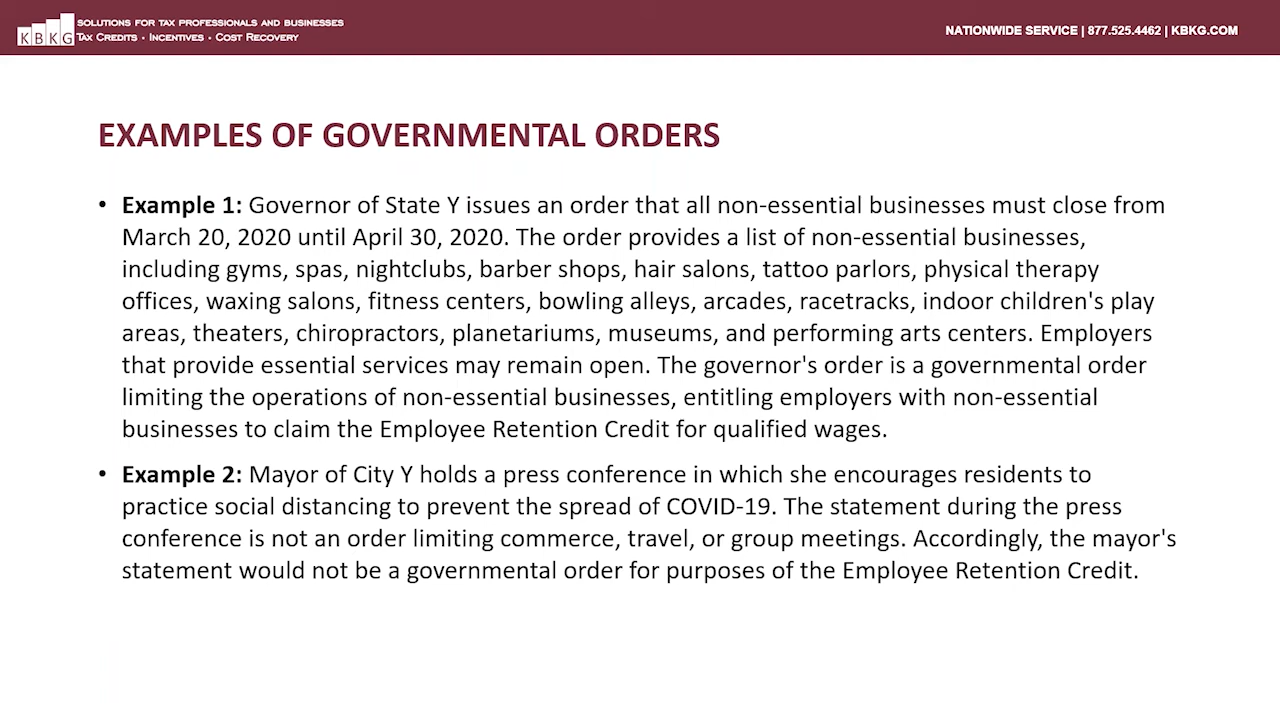 SOLUTIONS FOR TAX PROFESSIONALS AND BUSINESSES
KBKG TAX CREDITS • INCENTIVES • COST RECOVERY
NATIONWIDE SERVICE | 877.525.4462 | KBKG.COM
EXAMPLES OF GOVERNMENTAL ORDERS
• Example 1: Governor of State Y issues an order that all non-essential businesses must close from
March 20, 2020 until April 30, 2020. The order provides a list of non-essential businesses,
including gyms, spas, nightclubs, barber shops, hair salons, tattoo parlors, physical therapy
offices, waxing salons, fitness centers, bowling alleys, arcades, racetracks, indoor children's play
areas, theaters, chiropractors, planetariums, museums, and performing arts centers. Employers
that provide essential services may remain open. The governor's order is a governmental order
limiting the operations of non-essential businesses, entitling employers with non-essential
businesses to claim the Employee Retention Credit for qualified wages.
• Example 2: Mayor of City Y holds a press conference in which she encourages residents to
practice social distancing to prevent the spread of COVID-19. The statement during the press
conference is not an order limiting commerce, travel, or group meetings. Accordingly, the mayor's
statement would not be a governmental order for purposes of the Employee Retention Credit.